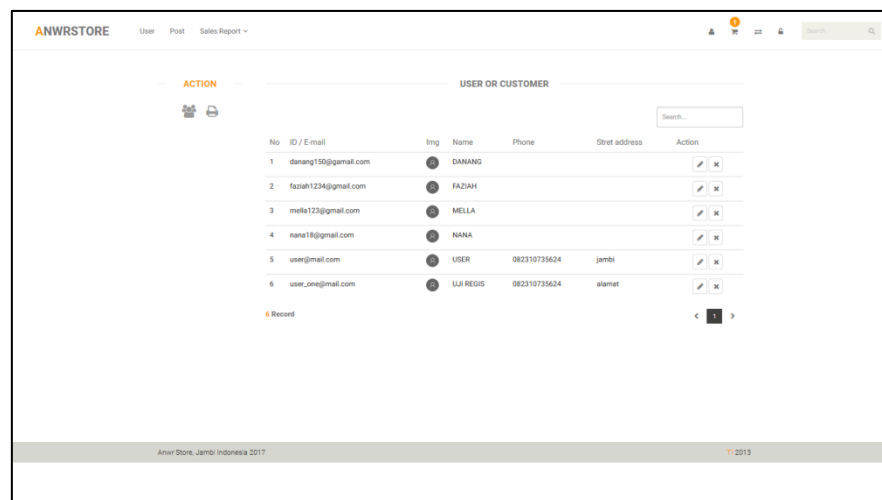 ANWRSTORE User Post Sales Report 1 Search
ACTION USER OR CUSTOMER
Search...
No ID / E-mail Img Name Phone Stret address Action
1 danang150@gamail.com DANANG
2 faziah1234@gmail.com FAZIAH
3 mella123@gmail.com MELLA
4 nana18@gmail.com NANA
5 user@mail.com USER 082310735624 jambi
6 user_one@mail.com UJI REGIS 082310735624 alamat
6 Record 1
Anwr Store, Jambi Indonesia 2017 TI 2013